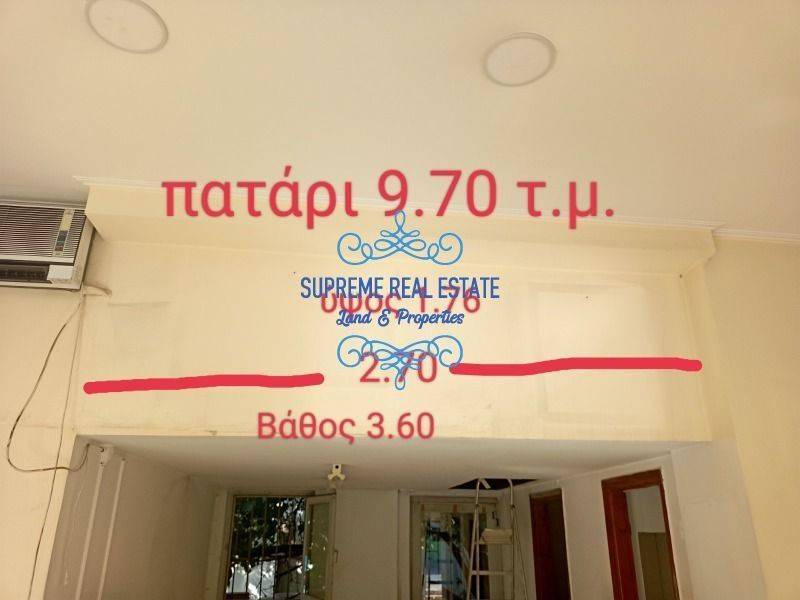 πατάρι 9.70 τ.μ.
SUPREME REAL ESTATE
ύψος 1.76
Land & Properties
2.70
Βάθος 3.60